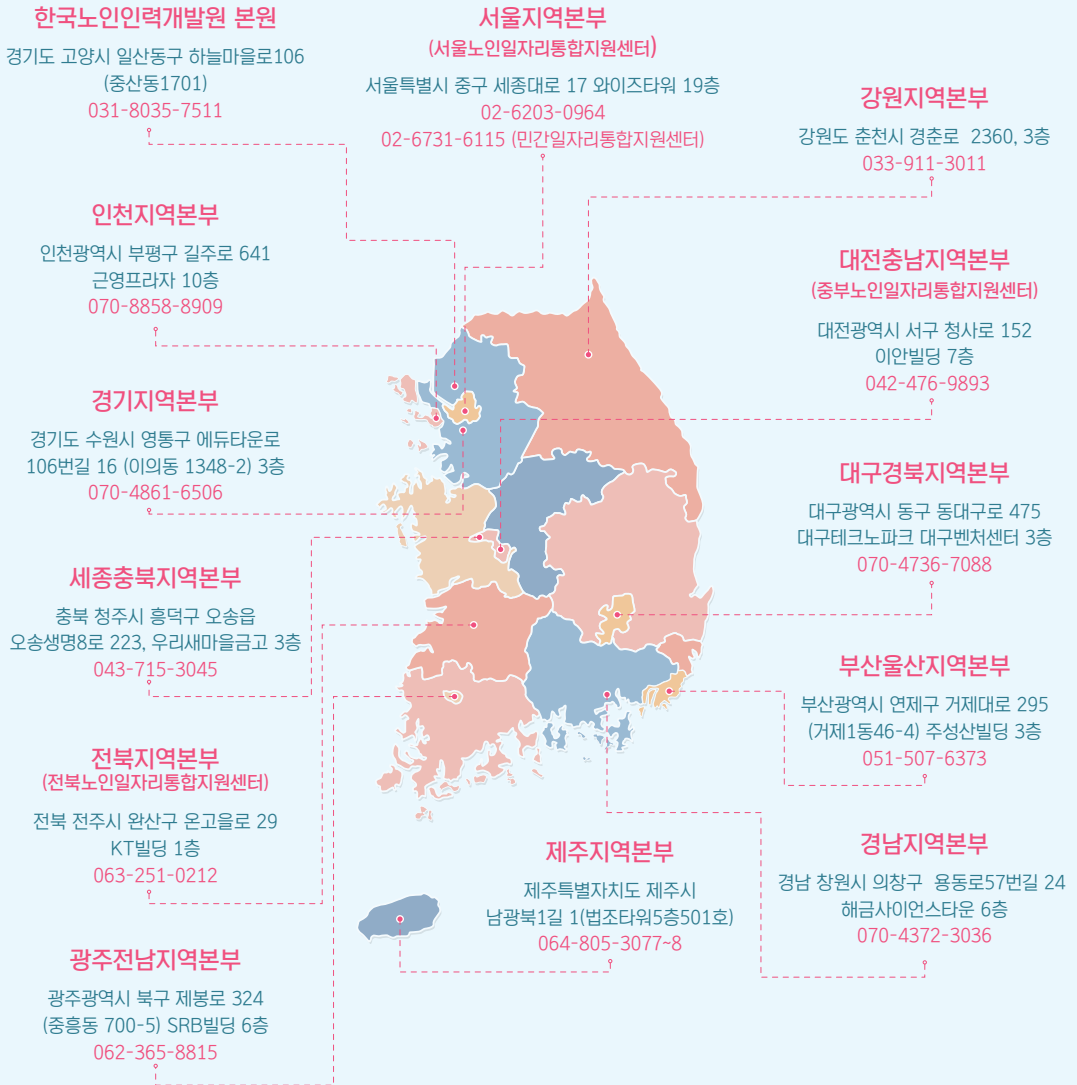 한국노인인력개발원 본원
경기도 고양시 일산동구 하늘마을로106
(중산동1701)
031-8035-7511
서울지역본부
(서울노인일자리통합지원센터)
서울특별시 중구 세종대로 17 와이즈타워 19층
02-6203-0964
02-6731-6115 (민간일자리통합지원센터)
강원지역본부
강원도 춘천시 경춘로 2360, 3층
033-911-3011
인천지역본부
인천광역시 부평구 길주로 641
근영프라자 10층
070-8858-8909
대전충남지역본부
(중부노인일자리통합지원센터)
대전광역시 서구 청사로 152
이안빌딩 7층
042-476-9893
경기지역본부
경기도 수원시 영통구 에듀타운로
106번길 16 (이의동 1348-2) 3층
070-4861-6506
대구경북지역본부
대구광역시 동구 동대구로 475
대구테크노파크 대구벤처센터 3층
070-4736-7088
세종충북지역본부
충북 청주시 흥덕구 오송읍
오송생명8로 223, 우리새마을금고 3층
043-715-3045
부산울산지역본부
부산광역시 연제구 거제대로 295
(거제1동46-4) 주성산빌딩 3층
051-507-6373
전북지역본부
(전북노인일자리통합지원센터)
전북 전주시 완산구 온고을로 29
KT빌딩 1층
063-251-0212
제주지역본부
제주특별자치도 제주시
남광북1길 1(법조타워5층501호)
064-805-3077~8
경남지역본부
경남 창원시 의창구 용동로57번길 24
해금사이언스타운 6층
070-4372-3036
광주전남지역본부
광주광역시 북구 제봉로 324
(중흥동 700-5) SRB빌딩 6층
062-365-8815